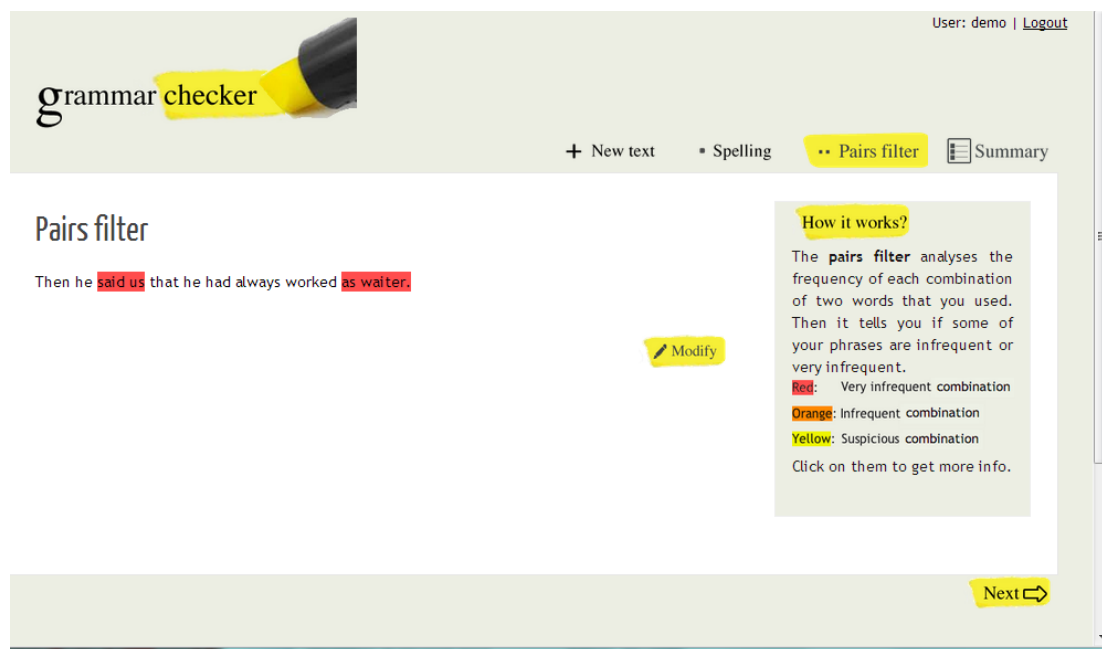 User: demo | Logout
grammar checker
+ New text
▪ Spelling
▪▪ Pairs filter
Summary
Pairs filter
Then he said us that he had always worked as waiter.
Modify
How it works?
The pairs filter analyses the
frequency of each combination
of two words that you used.
Then it tells you if some of
your phrases are infrequent or
very infrequent.
Red: Very infrequent combination
Orange: Infrequent combination
Yellow: Suspicious combination
Click on them to get more info.
Next